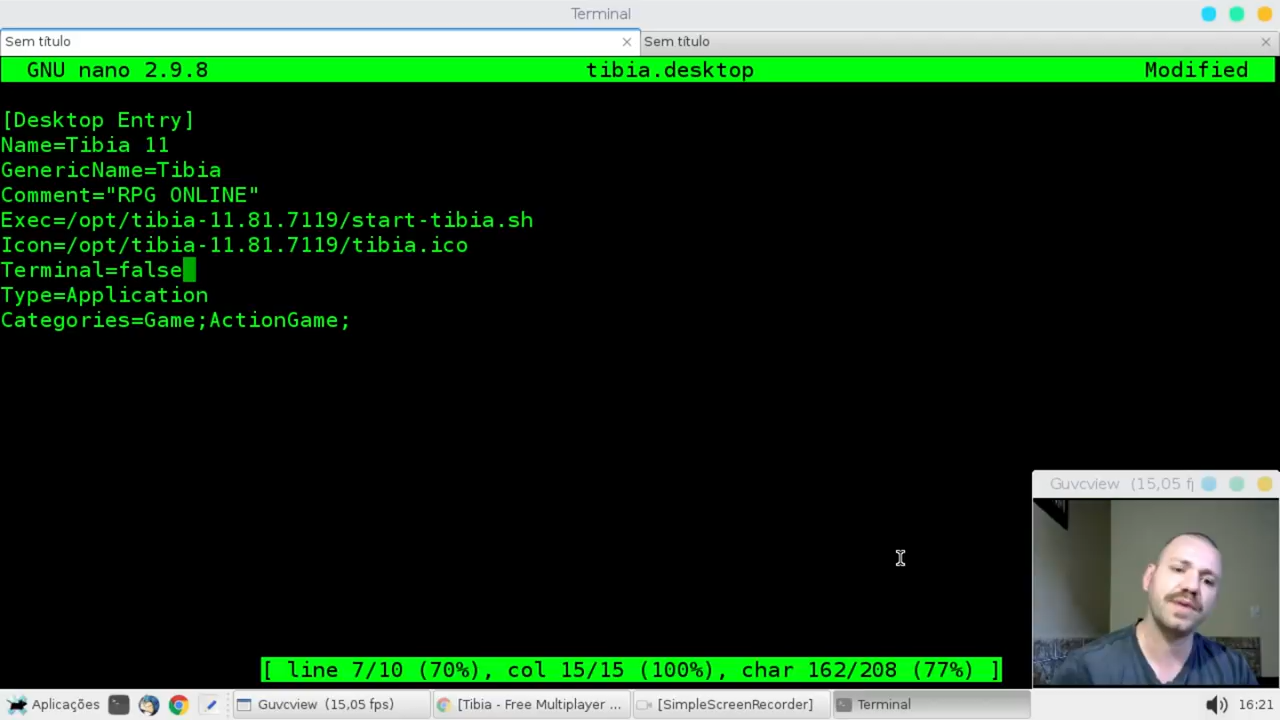 Terminal
Sem título
Sem título
GNU nano 2.9.8 tibia.desktop Modified
[Desktop Entry]
Name=Tibia 11
GenericName=Tibia
Comment="RPG ONLINE"
Exec=/opt/tibia-11.81.7119/start-tibia.sh
Icon=/opt/tibia-11.81.7119/tibia.ico
Terminal=false
Type=Application
Categories=Game;ActionGame;
Guvcview (15,05 f
[ line 7/10 (70%), col 15/15 (100%), char 162/208 (77%) ]
Aplicações Guvcview (15,05 fps) [Tibia - Free Multiplayer ... [SimpleScreenRecorder] Terminal 16:21